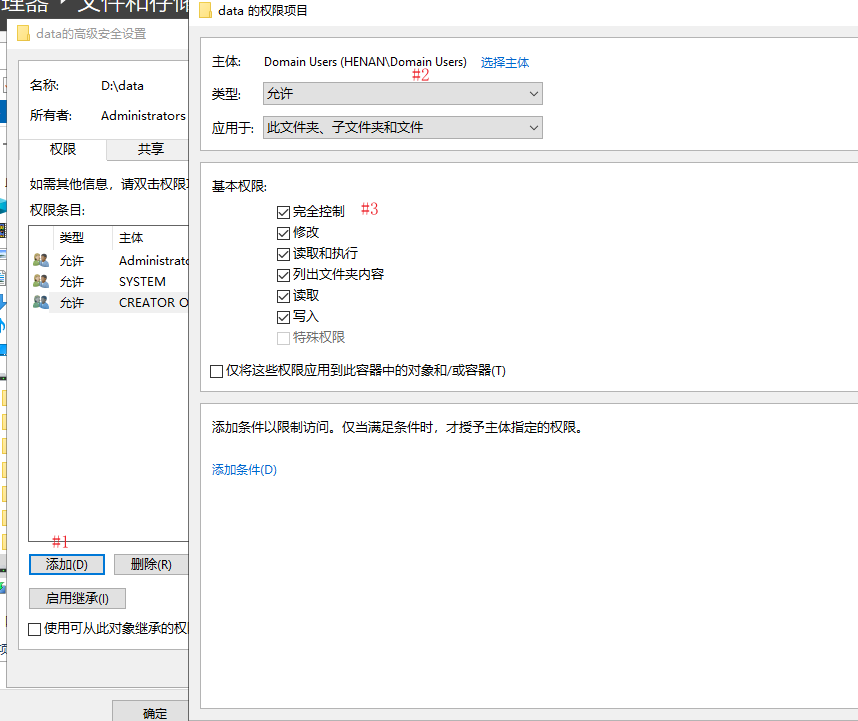 理器 · 文件和存储
data的高级安全设置
名称: D:\data
所有者: Administrators
权限 共享
如需其他信息，请双击权限
权限条目:
类型 主体
允许 Administrato
允许 SYSTEM
允许 CREATOR O
#1
添加(D) 删除(R)
启用继承(I)
使用可从此对象继承的权
确定
data 的权限项目
主体: Domain Users (HENAN\Domain Users) 选择主体
#2
类型: 允许
应用于: 此文件夹、子文件夹和文件
基本权限:
完全控制 #3
修改
读取和执行
列出文件夹内容
读取
写入
特殊权限
仅将这些权限应用到此容器中的对象和/或容器(T)
添加条件以限制访问。仅当满足条件时，才授予主体指定的权限。
添加条件(D)